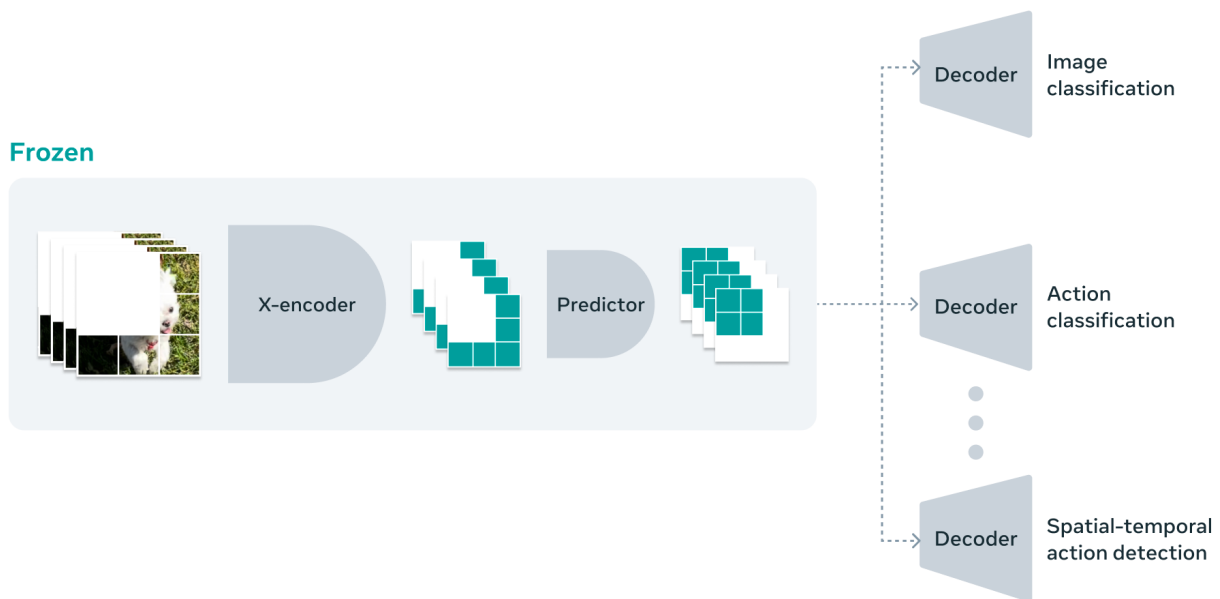 Frozen
X-encoder
Predictor
Decoder
Image
classification
Decoder
Action
classification
Decoder
Spatial-temporal
action detection